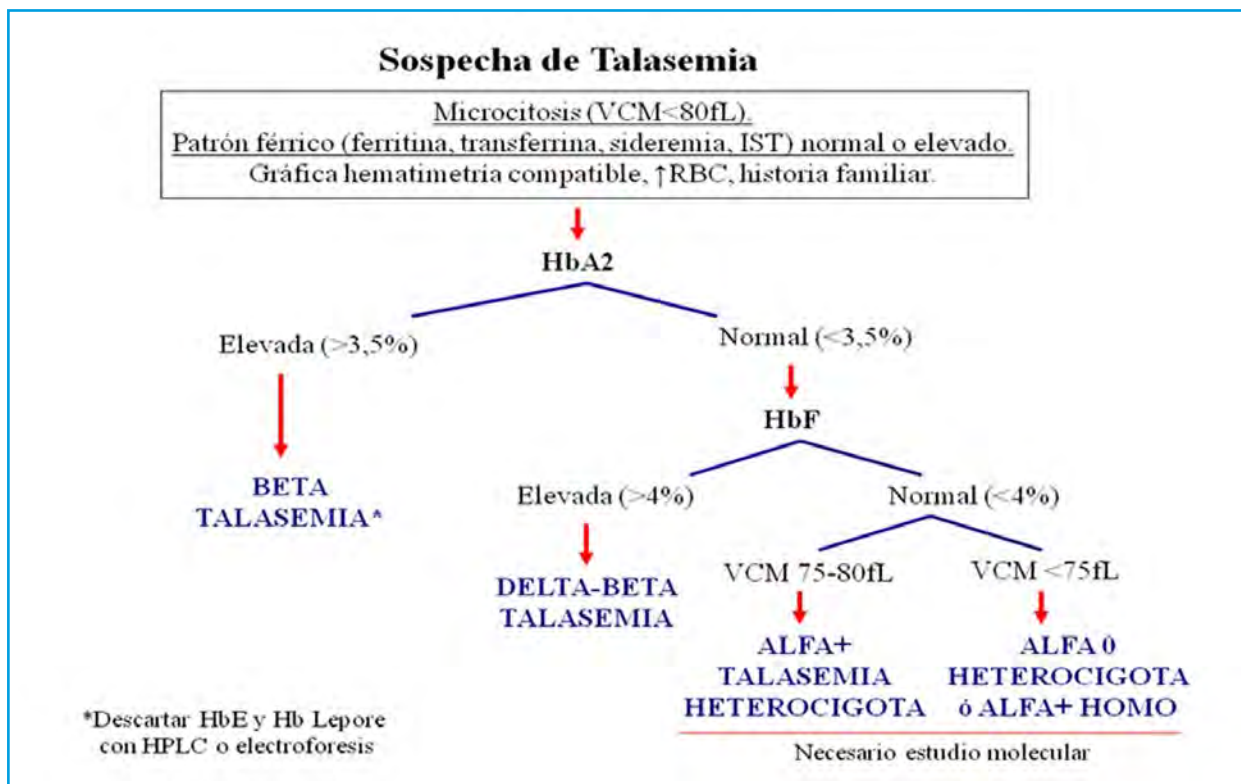 Sospecha de Talasemia
Microcitosis (VCM<80fL).
Patrón férrico (ferritina, transferrina, sideremia, IST) normal o elevado.
Gráfica hematimetría compatible, ↑RBC, historia familiar.
HbA2
Elevada (>3,5%)
Normal (<3,5%)
HbF
BETA
TALASEMIA*
Elevada (>4%)
Normal (<4%)
DELTA-BETA
TALASEMIA
VCM 75-80fL
VCM <75fL
ALFA+
TALASEMIA
HETEROCIGOTA
ALFA 0
HETEROCIGOTA
ó ALFA+ HOMO
*Descartar HbE y Hb Lepore
con HPLC o electroforesis
Necesario estudio molecular